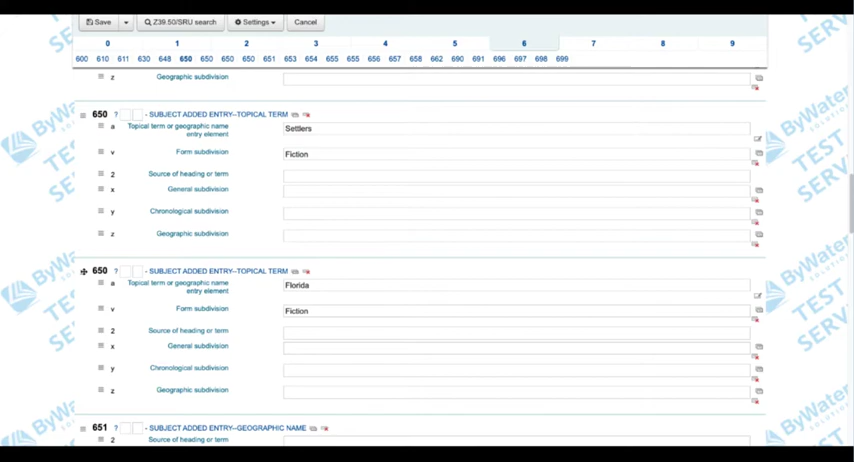 Save Z39.50/SRU search Settings Cancel
0 1 2 3 4 5 6 7 8 9
600 610 611 630 648 650 650 650 650 651 653 654 655 655 656 657 658 662 690 691 696 697 698 699
z Geographic subdivision
650 ? - SUBJECT ADDED ENTRY--TOPICAL TERM
a Topical term or geographic name Settlers
entry element
v Form subdivision Fiction
2 Source of heading or term
x General subdivision
y Chronological subdivision
z Geographic subdivision
650 ? - SUBJECT ADDED ENTRY--TOPICAL TERM
a Topical term or geographic name Florida
entry element
v Form subdivision Fiction
2 Source of heading or term
x General subdivision
y Chronological subdivision
z Geographic subdivision
651 ? - SUBJECT ADDED ENTRY--GEOGRAPHIC NAME
2 Source of heading or term